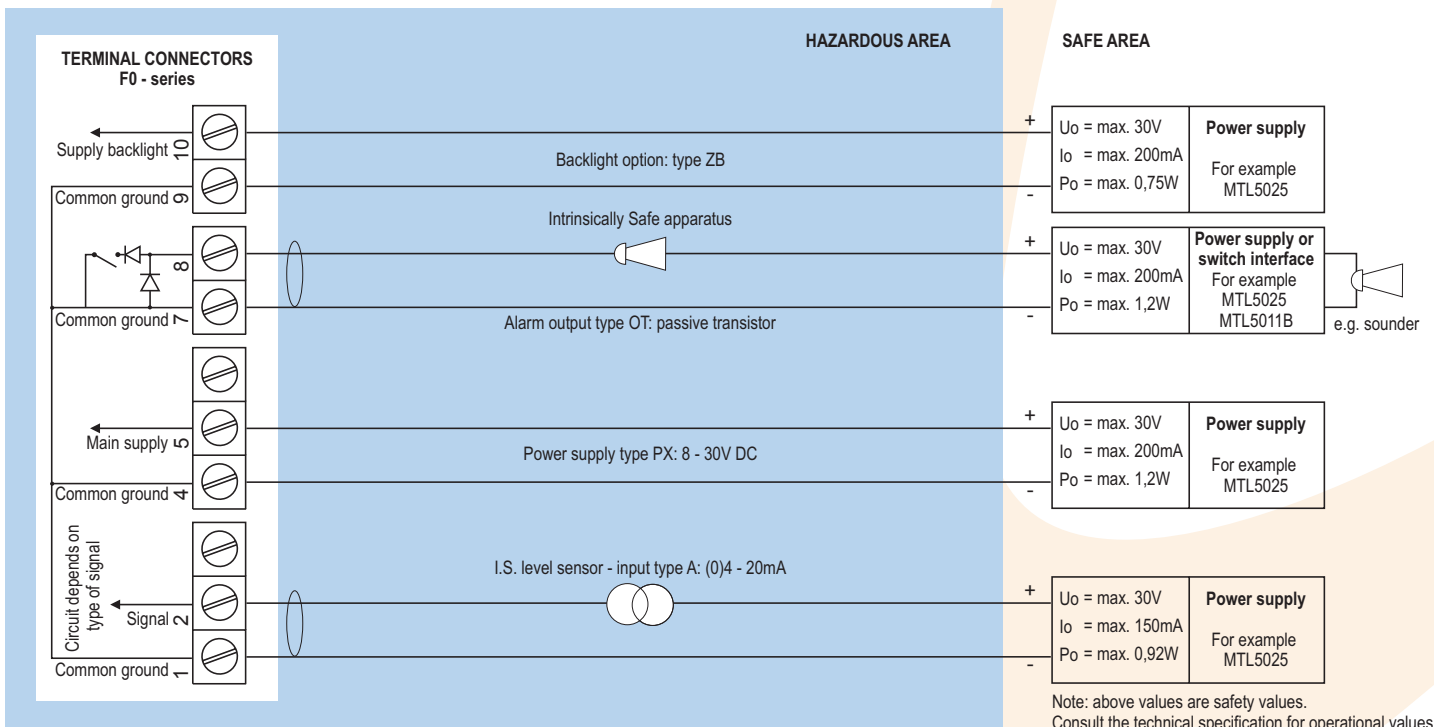 HAZARDOUS AREA
SAFE AREA
TERMINAL CONNECTORS
F0 - series
Supply backlight
10
Common ground
9
Backlight option: type ZB
+
-
Uo = max. 30V
Io = max. 200mA
Po = max. 0,75W
Power supply
For example
MTL5025
Intrinsically Safe apparatus
8
Common ground
7
Alarm output type OT: passive transistor
+
-
Uo = max. 30V
Io = max. 200mA
Po = max. 1,2W
Power supply or
switch interface
For example
MTL5025
MTL5011B
e.g. sounder
Main supply
5
Common ground
4
Power supply type PX: 8 - 30V DC
+
-
Uo = max. 30V
Io = max. 200mA
Po = max. 1,2W
Power supply
For example
MTL5025
Circuit depends on
type of signal
Signal
2
Common ground
1
I.S. level sensor - input type A: (0)4 - 20mA
+
-
Uo = max. 30V
Io = max. 150mA
Po = max. 0,92W
Power supply
For example
MTL5025
Note: above values are safety values.
Consult the technical specification for operational values